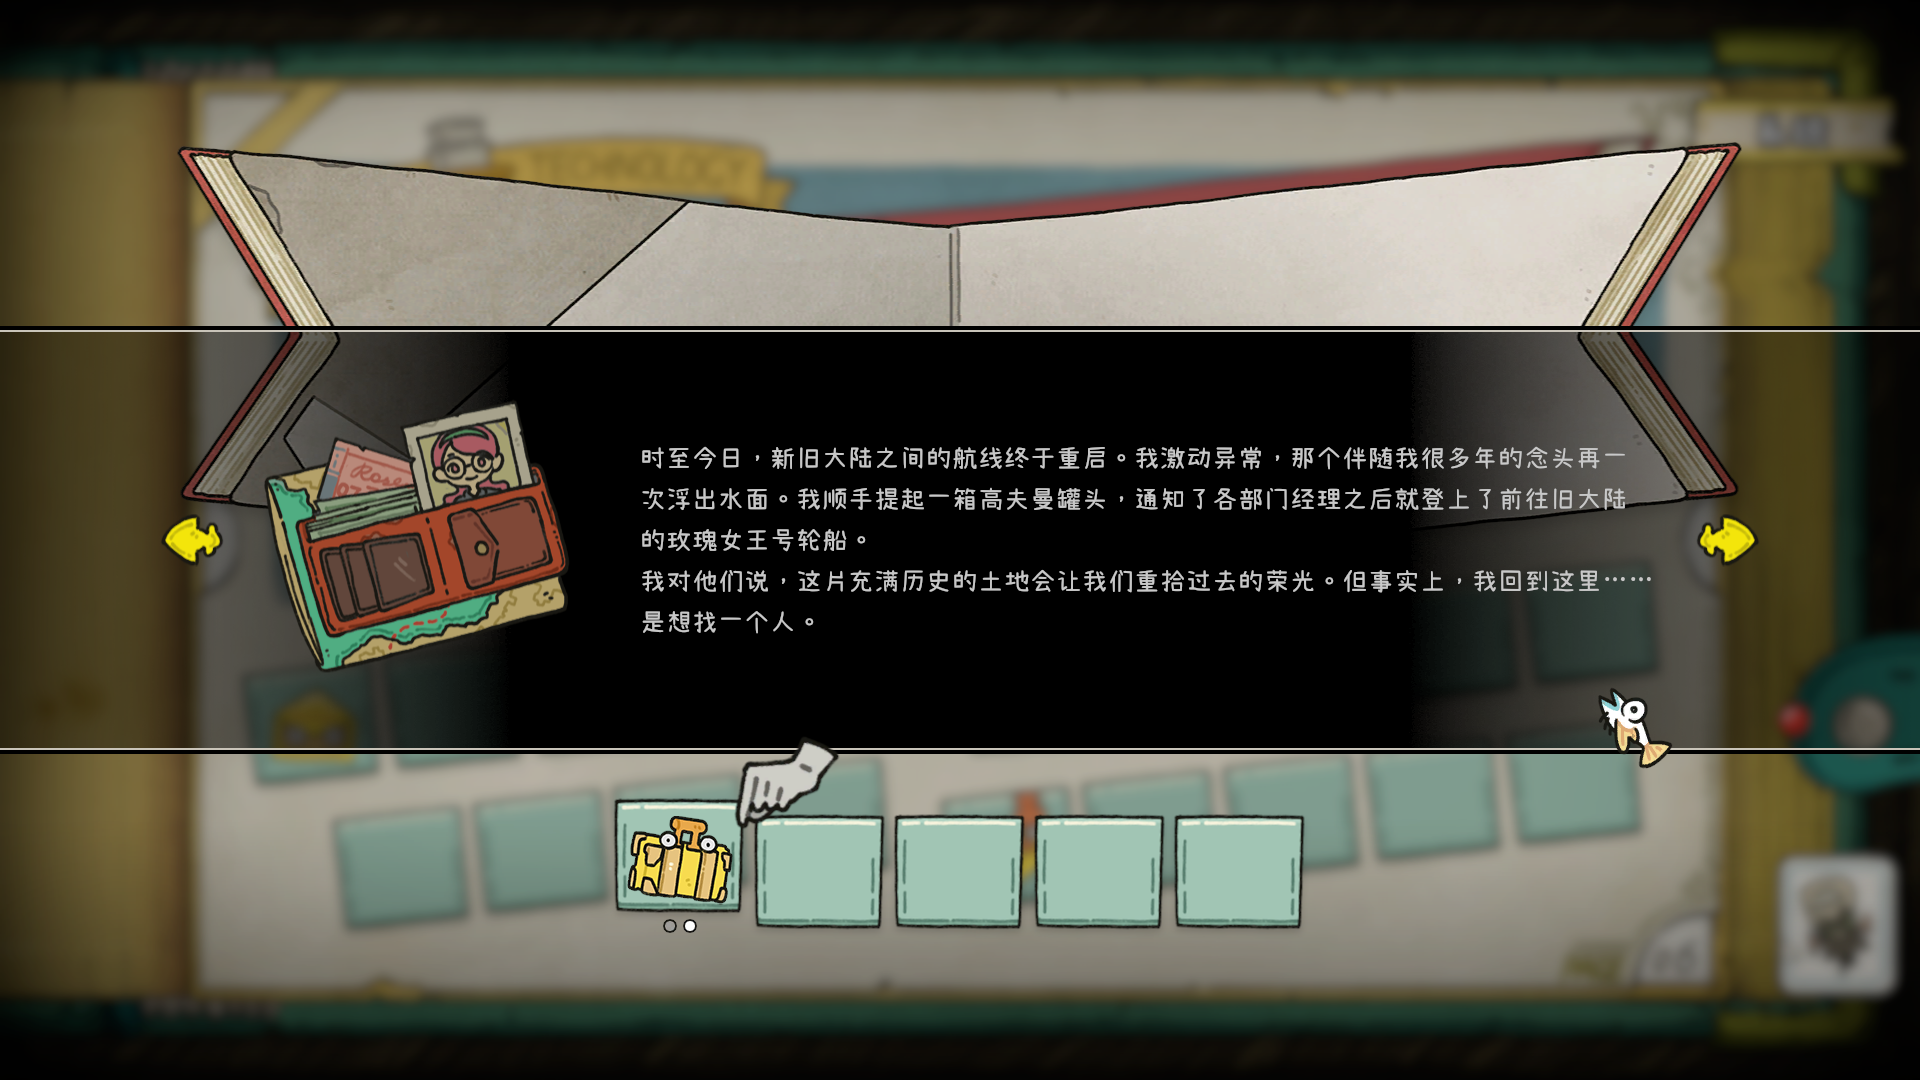 TECHNOLOGY
Rose
时至今日，新旧大陆之间的航线终于重启。我激动异常，那个伴随我很多年的念头再一
次浮出水面。我顺手提起一箱高夫曼罐头，通知了各部门经理之后就登上了前往旧大陆
的玫瑰女王号轮船。
我对他们说，这片充满历史的土地会让我们重拾过去的荣光。但事实上，我回到这里……
是想找一个人。